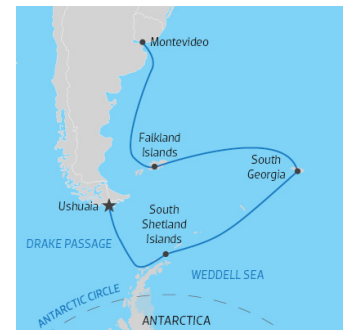 Montevideo
Falkland
Islands
South
Georgia
Ushuaia
South
Shetland
Islands
DRAKE PASSAGE
WEDDELL SEA
ANTARCTIC CIRCLE
ANTARCTICA